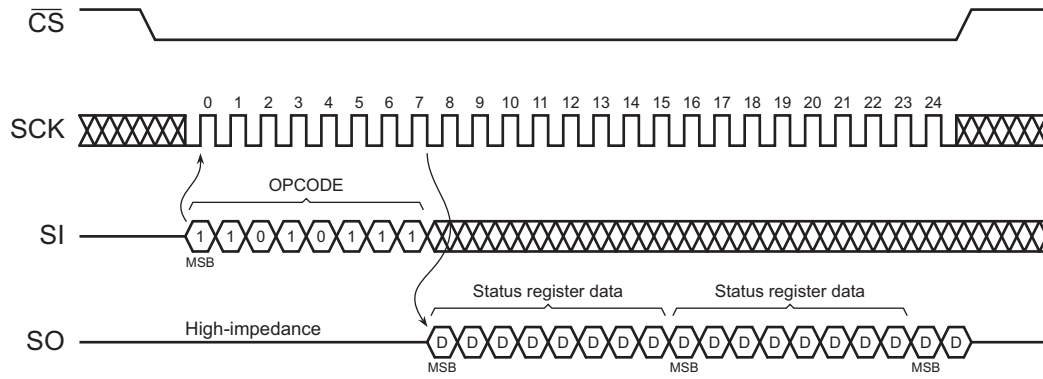 CS
0 1 2 3 4 5 6 7 8 9 10 11 12 13 14 15 16 17 18 19 20 21 22 23 24
SCK
OPCODE
SI 1 1 0 1 0 1 1 1
MSB
Status register data Status register data
High-impedance
SO D D D D D D D D D D D D D D D D D D
MSB MSB MSB